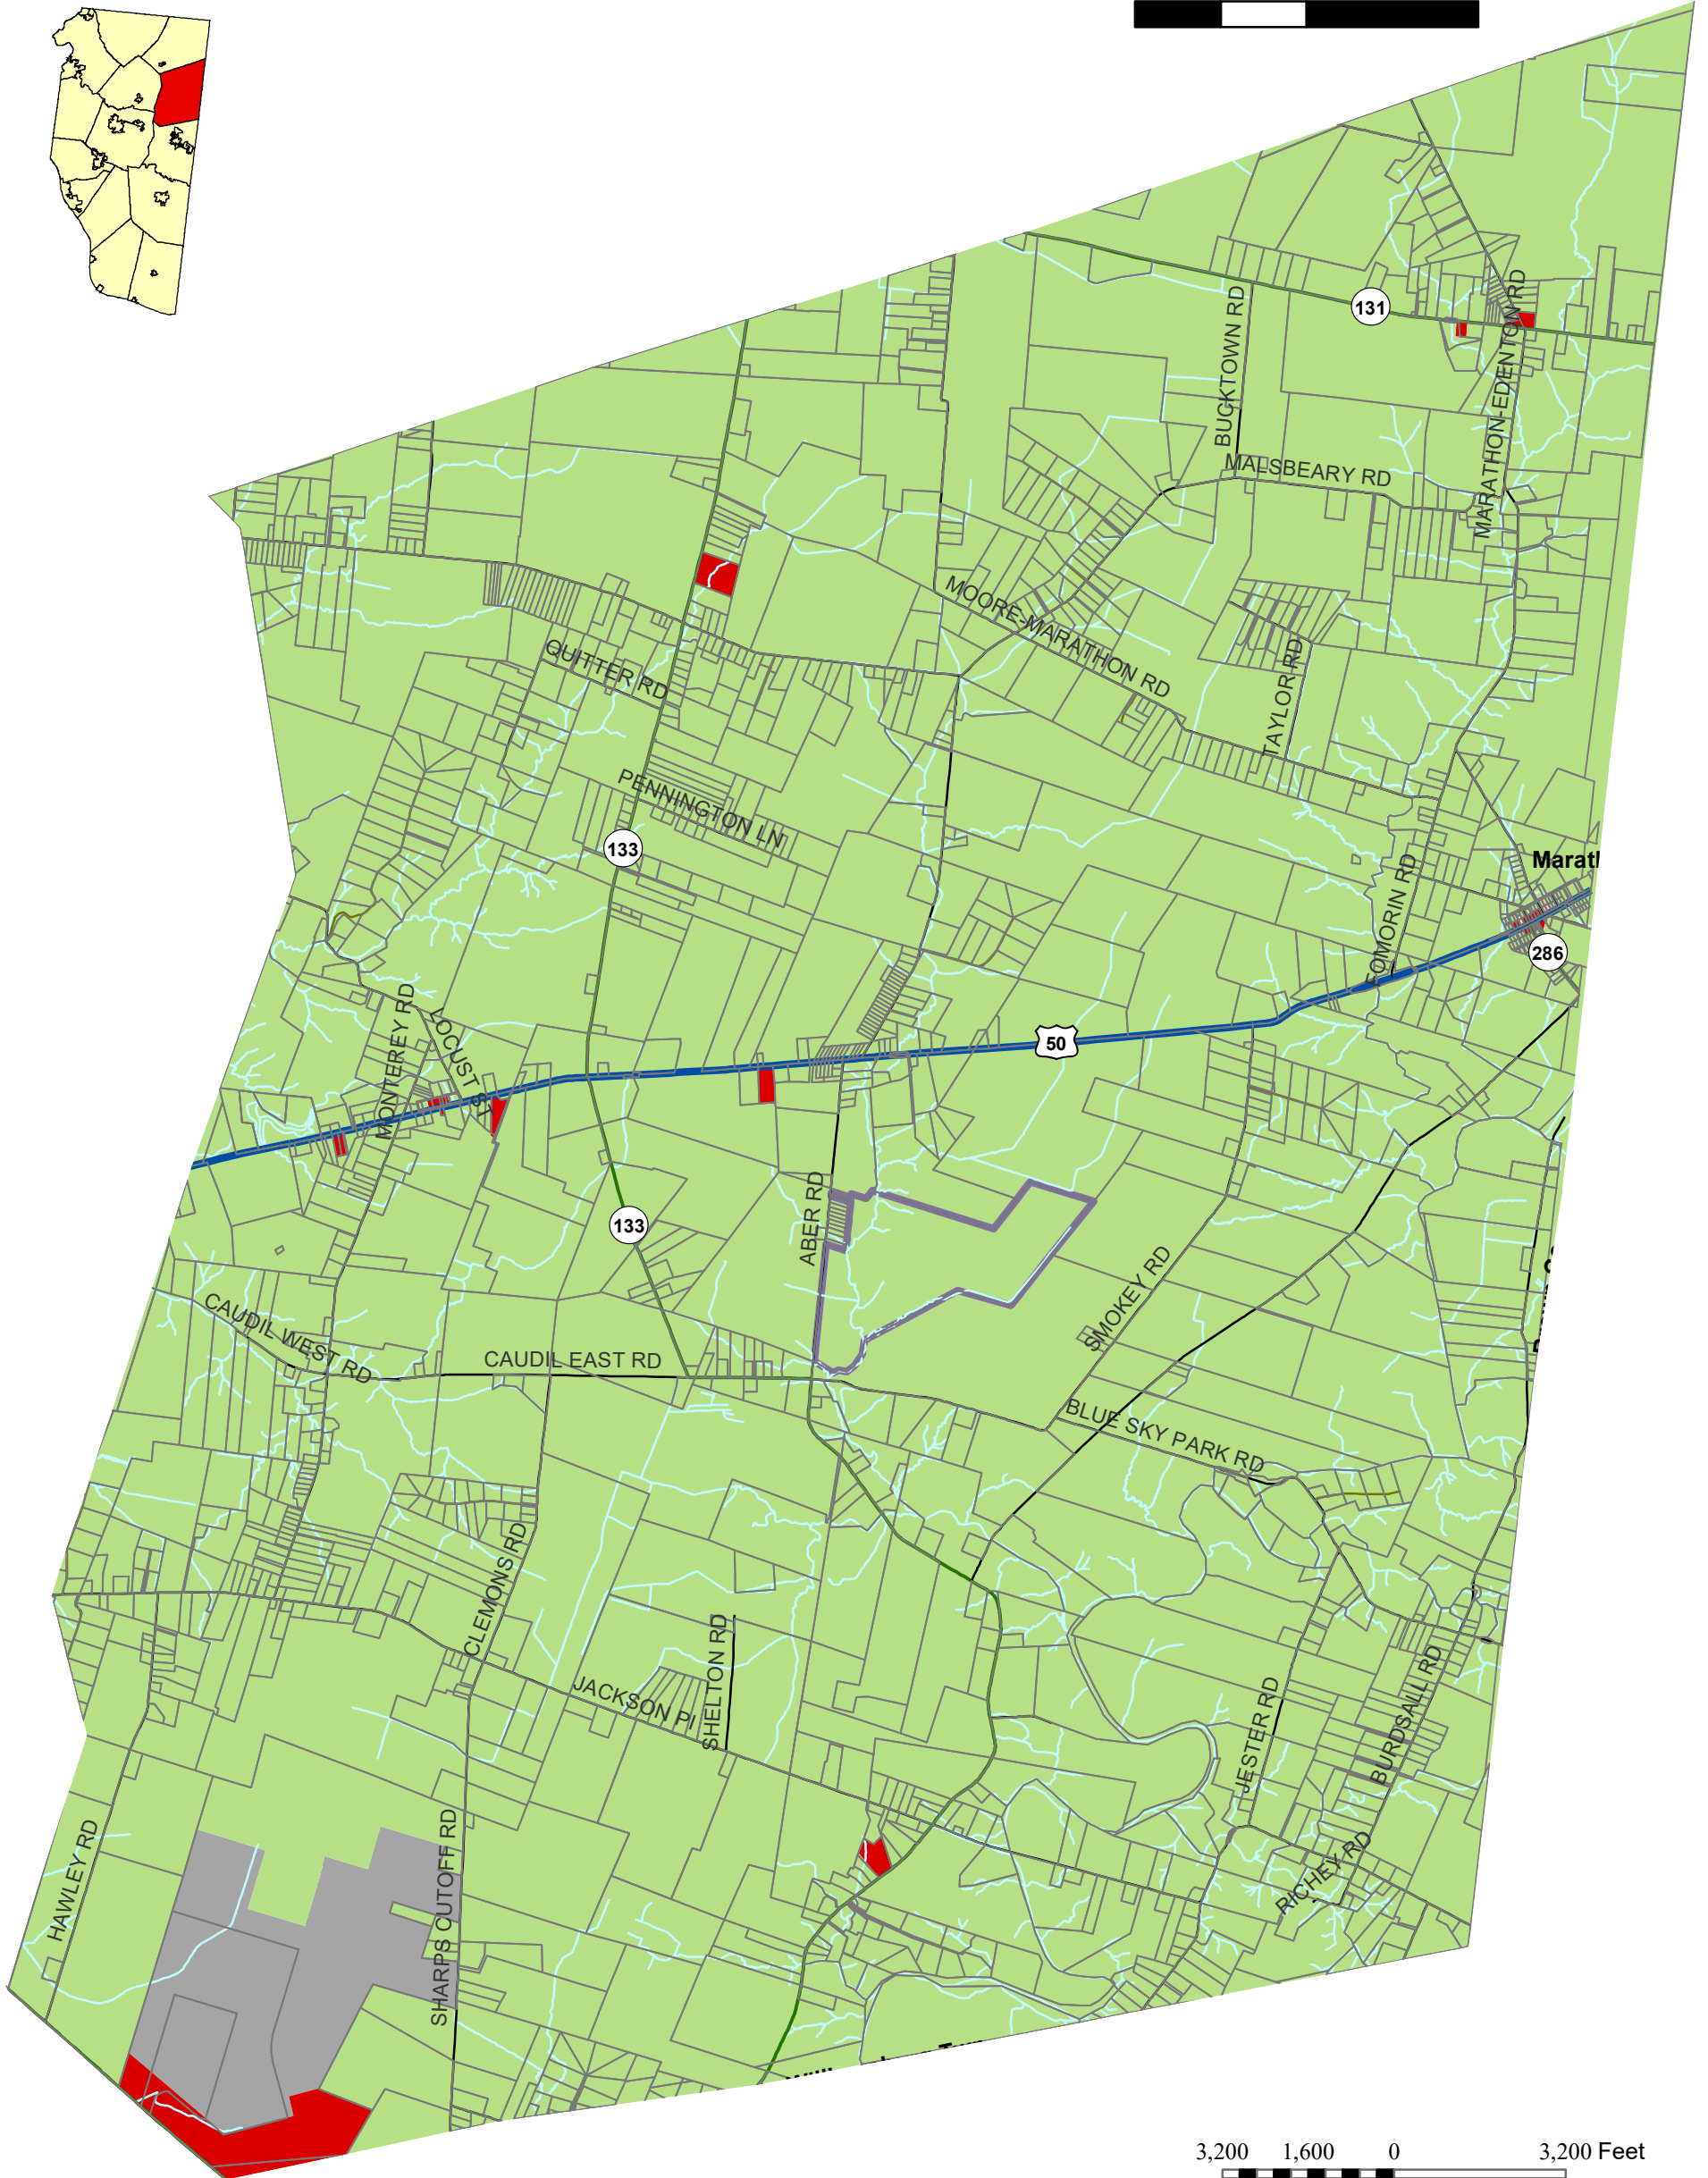 131
MARATHON-EDENTON RD
BUCKTOWN RD
MALSBEARY RD
MOORE-MARATHON RD
QUITTER RD
TAYLOR RD
PENNINGTON LN
133
Marath
EOMORIN RD
286
MONTEREY RD
LOCUST ST
50
ABER RD
133
SMOKEY RD
CAUDIL WEST RD
CAUDIL EAST RD
BLUE SKY PARK RD
CLEMONS RD
SHELTON RD
JACKSON PI
JESTER RD
BURDSALL RD
HAWLEY RD
SHARPS CUTOFF RD
RICHEY RD
3,200 1,600 0 3,200 Feet